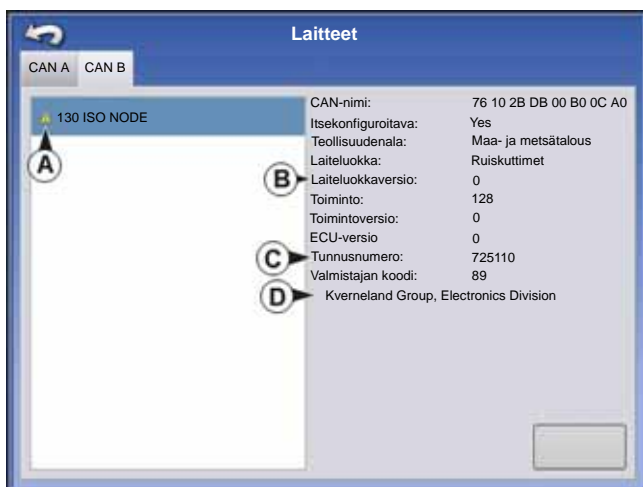 Laitteet
CAN A CAN B
130 ISO NODE
A
CAN-nimi: 76 10 2B DB 00 B0 0C A0
Itsekonfiguroitava: Yes
Teollisuudenala: Maa- ja metsätalous
Laiteluokka: Ruiskuttimet
B Laiteluokkaversio: 0
Toiminto: 128
Toimintoversio: 0
ECU-versio 0
C Tunnusnumero: 725110
Valmistajan koodi: 89
D Kverneland Group, Electronics Division